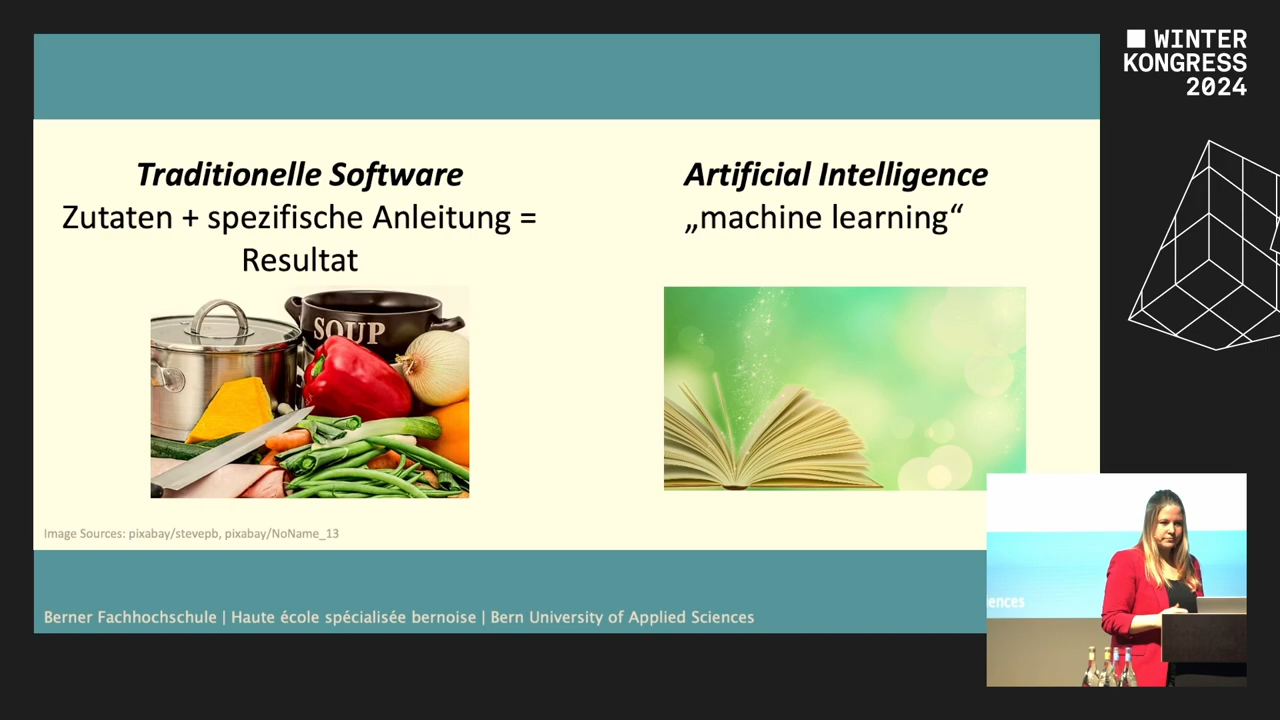 WINTER
KONGRESS
2024
Traditionelle Software
Zutaten + spezifische Anleitung =
Resultat
Artificial Intelligence
„machine learning“
SOUP
Image Sources: pixabay/stevepb, pixabay/NoName_13
Berner Fachhochschule | Haute école spécialisée bernoise | Bern University of Applied Sciences
ences